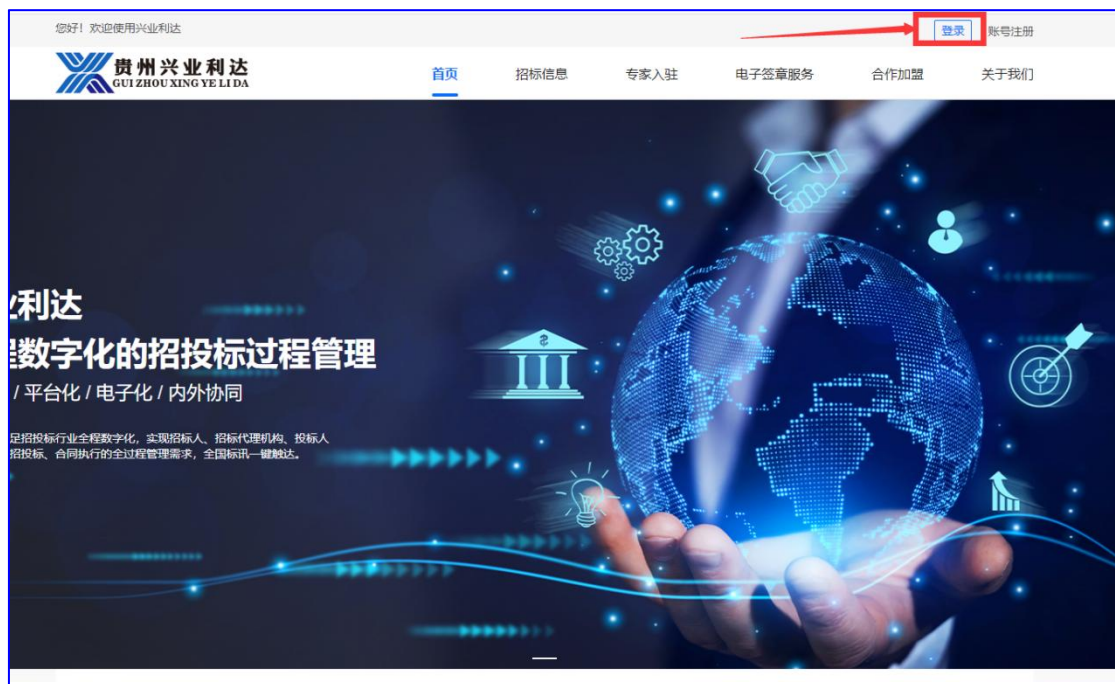 您好！欢迎使用兴业利达
登录 账号注册
贵州兴业利达
GUI ZHOU XING YE LI DA
首页 招标信息 专家入驻 电子签章服务 合作加盟 关于我们
利达
数字化的招投标过程管理
/ 平台化 / 电子化 / 内外协同
足招投标行业全程数字化，实现招标人、招标代理机构、投标人
招投标、合同执行的全过程管理需求，全国标讯一键触达。